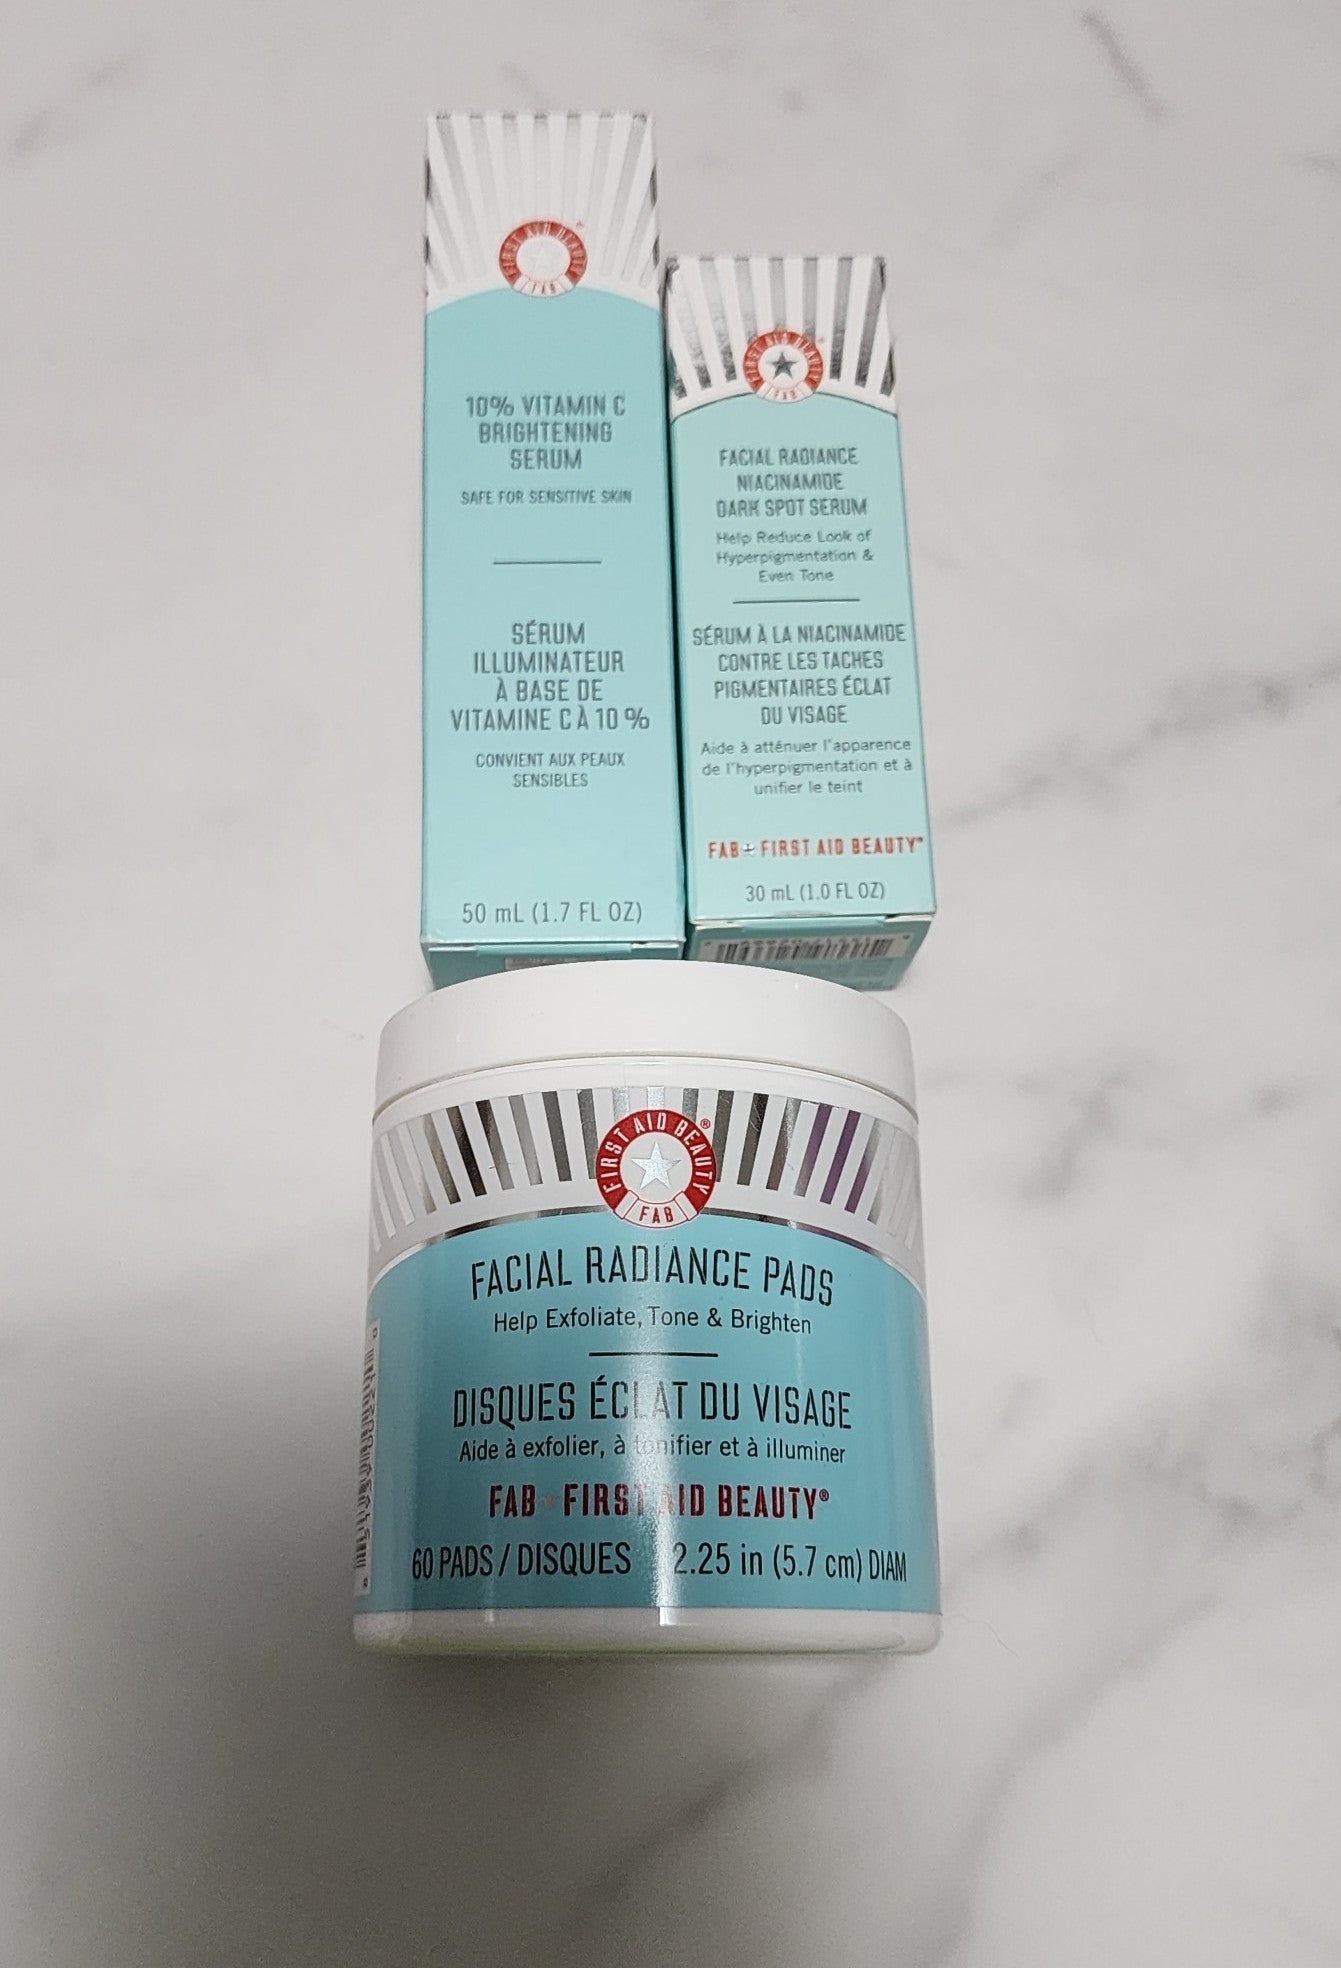 FIRST AID BEAUTY
FAB
10% VITAMIN C
BRIGHTENING
SERUM
SAFE FOR SENSITIVE SKIN
SÉRUM
ILLUMINATEUR
À BASE DE
VITAMINE C À 10 %
CONVIENT AUX PEAUX
SENSIBLES
50 mL (1.7 FL OZ)
FIRST AID BEAUTY
FAB
FACIAL RADIANCE
NIACINAMIDE
DARK SPOT SERUM
Help Reduce Look of
Hyperpigmentation &
Even Tone
SÉRUM À LA NIACINAMIDE
CONTRE LES TACHES
PIGMENTAIRES ÉCLAT
DU VISAGE
Aide à atténuer l'apparence
de l'hyperpigmentation et à
unifier le teint
FAB + FIRST AID BEAUTY
30 mL (1.0 FL OZ)
FIRST AID BEAUTY®
FAB
FACIAL RADIANCE PADS
Help Exfoliate, Tone & Brighten
DISQUES ÉCLAT DU VISAGE
Aide à exfolier, à tonifier et à illuminer
FAB + FIRST AID BEAUTY®
60 PADS / DISQUES 2.25 in (5.7 cm) DIAM